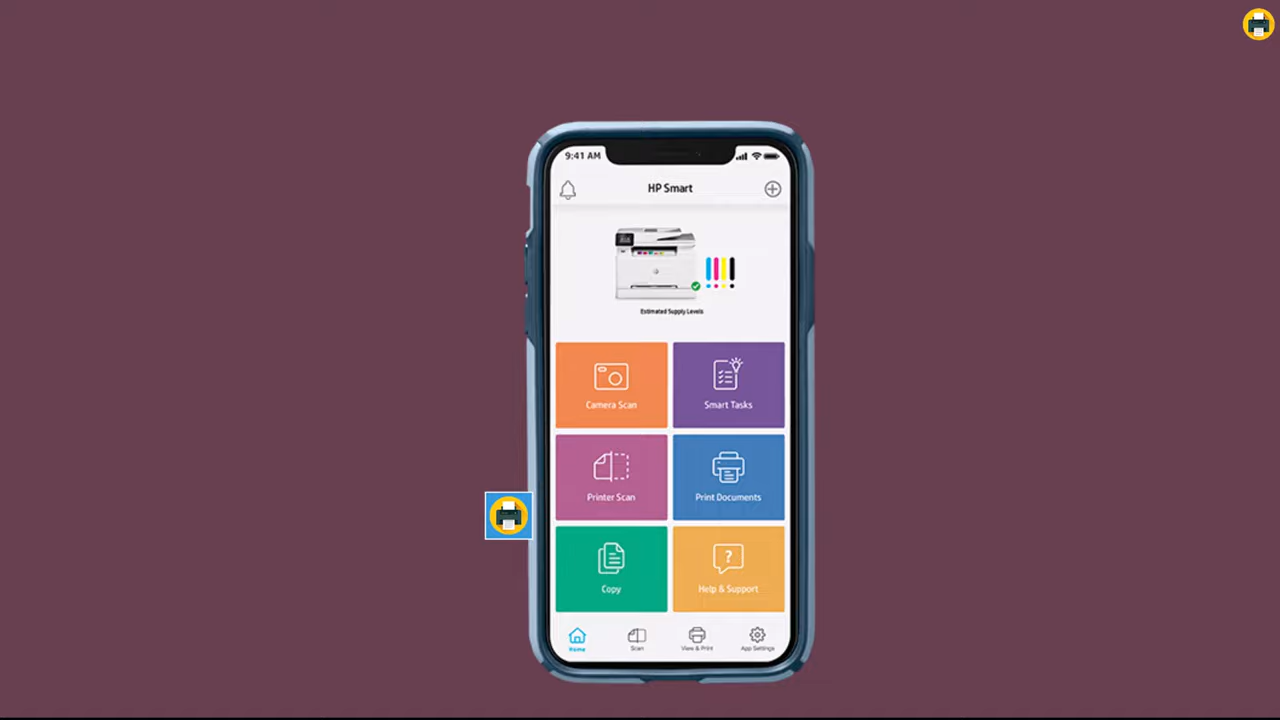 9:41 AM
HP Smart
Estimated Supply Levels
Camera Scan
Smart Tasks
Printer Scan
Print Documents
Copy
Help & Support
Home
Scan
View & Print
App Settings